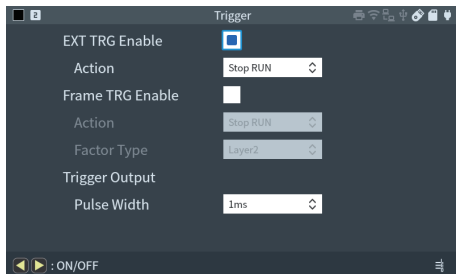 2 Trigger
EXT TRG Enable
Action Stop RUN
Frame TRG Enable
Action Stop RUN
Factor Type Layer2
Trigger Output
Pulse Width 1ms
: ON/OFF